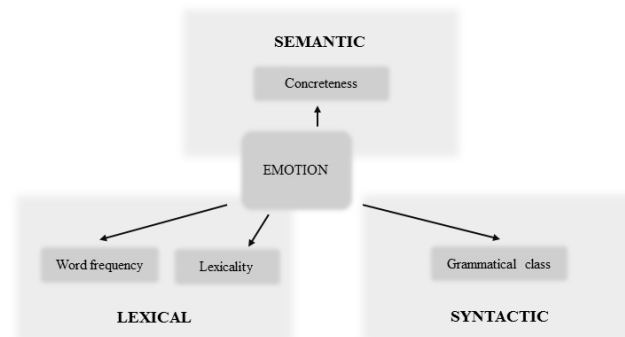 SEMANTIC
Concreteness
EMOTION
Word frequency
Lexicality
Grammatical class
LEXICAL
SYNTACTIC